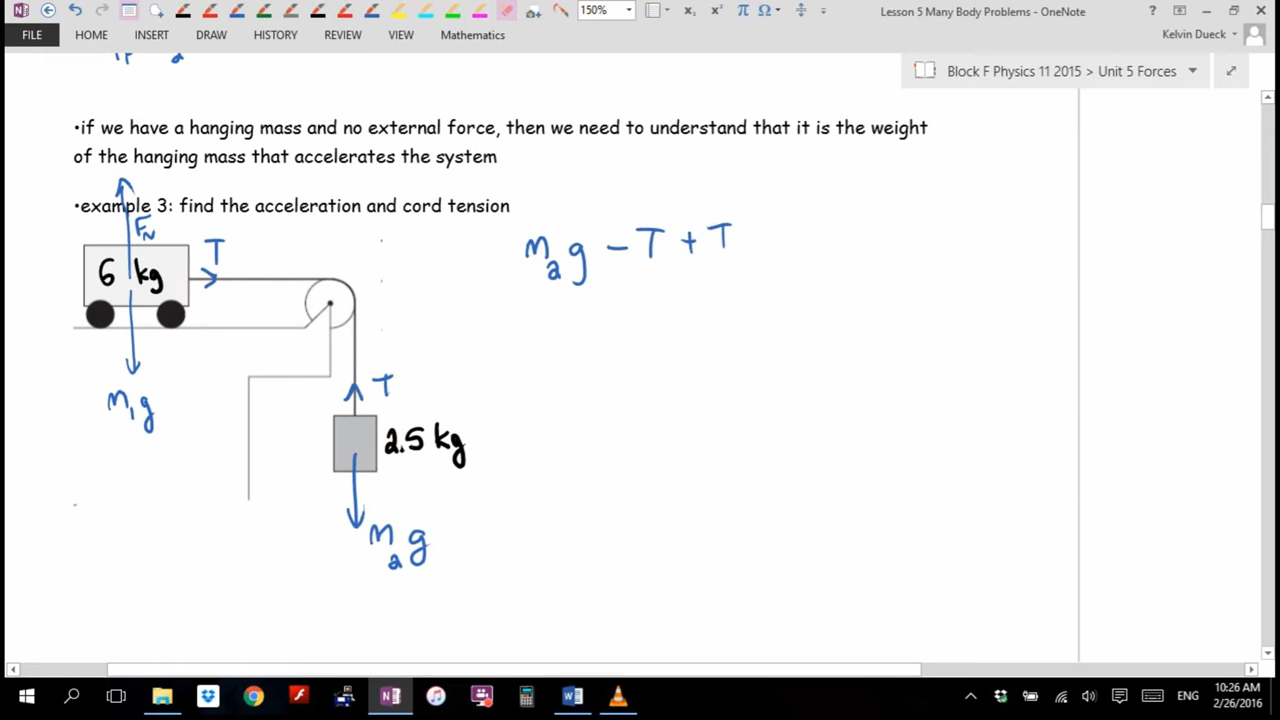 150%
Lesson 5 Many Body Problems - OneNote
FILE HOME INSERT DRAW HISTORY REVIEW VIEW Mathematics
Kelvin Dueck
Block F Physics 11 2015 > Unit 5 Forces
•if we have a hanging mass and no external force, then we need to understand that it is the weight
of the hanging mass that accelerates the system
•example 3: find the acceleration and cord tension
F_N
T
m₂g - T + T
6 kg
m₁g
T
2.5 kg
m₂g
ENG
10:26 AM
2/26/2016